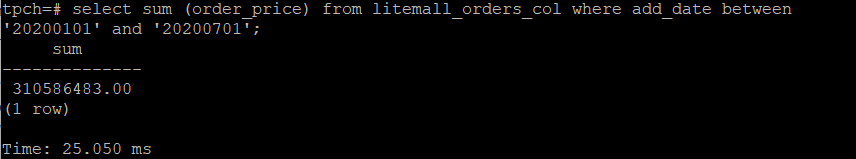 tpch=# select sum (order_price) from litemall_orders_col where add_date between
'20200101' and '20200701';
sum
--------------
310586483.00
(1 row)
Time: 25.050 ms